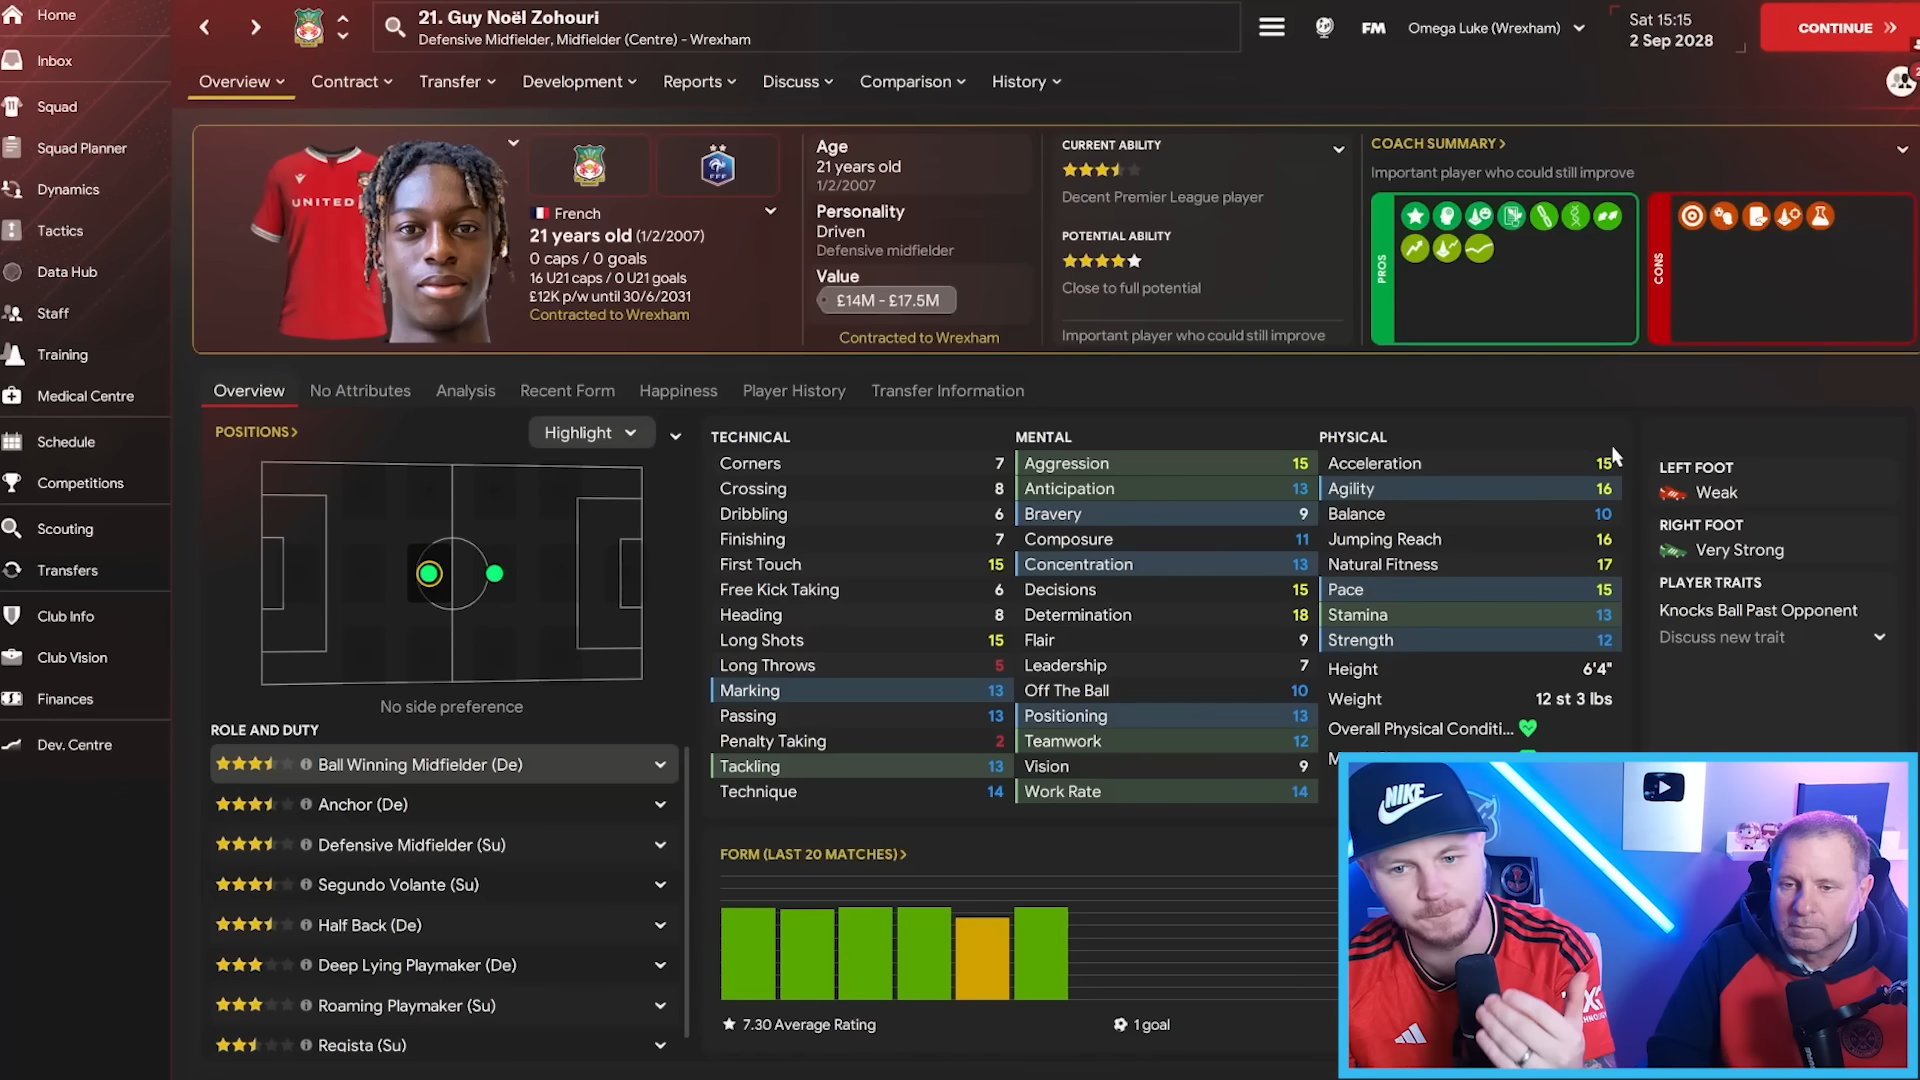 Home
Inbox
Squad
Squad Planner
Dynamics
Tactics
Data Hub
Staff
Training
Medical Centre
Schedule
Competitions
Scouting
Transfers
Club Info
Club Vision
Finances
Dev. Centre
21. Guy Noël Zohouri
Defensive Midfielder, Midfielder (Centre) - Wrexham
FM
Omega Luke (Wrexham)
Sat 15:15
2 Sep 2028
CONTINUE
Overview
Contract
Transfer
Development
Reports
Discuss
Comparison
History
2
UNITED
FFF
French
21 years old (1/2/2007)
0 caps / 0 goals
16 U21 caps / 0 U21 goals
£12K p/w until 30/6/2031
Contracted to Wrexham
Age
21 years old
1/2/2007
Personality
Driven
Defensive midfielder
Value
£14M - £17.5M
Contracted to Wrexham
CURRENT ABILITY
Decent Premier League player
POTENTIAL ABILITY
Close to full potential
Important player who could still improve
COACH SUMMARY
Important player who could still improve
PROS
CONS
Overview
No Attributes
Analysis
Recent Form
Happiness
Player History
Transfer Information
POSITIONS
Highlight
No side preference
ROLE AND DUTY
Ball Winning Midfielder (De)
Anchor (De)
Defensive Midfielder (Su)
Segundo Volante (Su)
Half Back (De)
Deep Lying Playmaker (De)
Roaming Playmaker (Su)
Regista (Su)
TECHNICAL
Corners 7
Crossing 8
Dribbling 6
Finishing 7
First Touch 15
Free Kick Taking 6
Heading 8
Long Shots 15
Long Throws 5
Marking 13
Passing 13
Penalty Taking 2
Tackling 13
Technique 14
MENTAL
Aggression 15
Anticipation 13
Bravery 9
Composure 11
Concentration 13
Decisions 15
Determination 18
Flair 9
Leadership 7
Off The Ball 10
Positioning 13
Teamwork 12
Vision 9
Work Rate 14
PHYSICAL
Acceleration 15
Agility 16
Balance 10
Jumping Reach 16
Natural Fitness 17
Pace 15
Stamina 13
Strength 12
Height 6'4"
Weight 12 st 3 lbs
Overall Physical Conditi...
LEFT FOOT
Weak
RIGHT FOOT
Very Strong
PLAYER TRAITS
Knocks Ball Past Opponent
Discuss new trait
FORM (LAST 20 MATCHES)
7.30 Average Rating
1 goal
NIKE